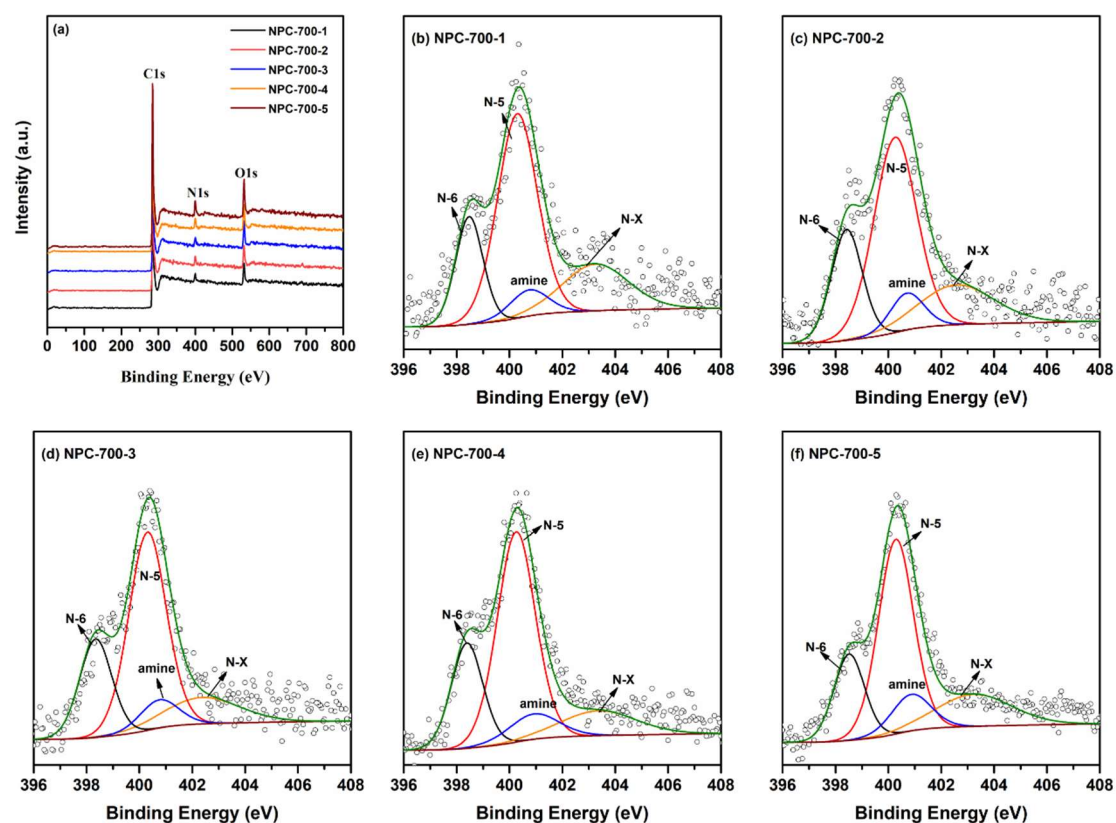 (a)
NPC-700-1
NPC-700-2
NPC-700-3
NPC-700-4
NPC-700-5
C1s
N1s
O1s
Intensity (a.u.)
0 100 200 300 400 500 600 700 800
Binding Energy (eV)
(b) NPC-700-1
N-5
N-6
N-X
amine
396 398 400 402 404 406 408
Binding Energy (eV)
(c) NPC-700-2
N-5
N-6
N-X
amine
396 398 400 402 404 406 408
Binding Energy (eV)
(d) NPC-700-3
N-5
N-6
N-X
amine
396 398 400 402 404 406 408
Binding Energy (eV)
(e) NPC-700-4
N-5
N-6
N-X
amine
396 398 400 402 404 406 408
Binding Energy (eV)
(f) NPC-700-5
N-5
N-6
N-X
amine
396 398 400 402 404 406 408
Binding Energy (eV)